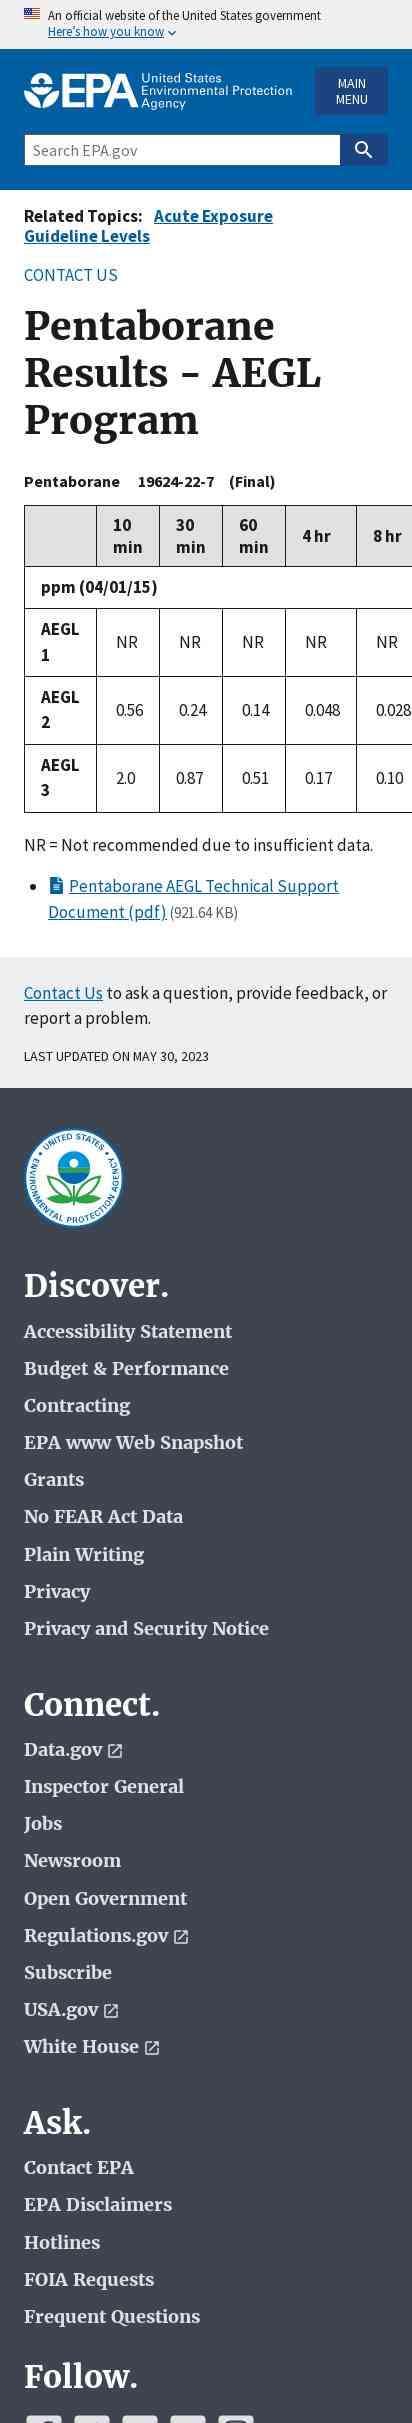 An official website of the United States government
Here's how you know
EPA United States
Environmental Protection
Agency
MAIN
MENU
Search EPA.gov
Related Topics: Acute Exposure
Guideline Levels
CONTACT US
Pentaborane
Results - AEGL
Program
Pentaborane 19624-22-7 (Final)
10 min 30 min 60 min 4 hr 8 hr
ppm (04/01/15)
AEGL 1 NR NR NR NR NR
AEGL 2 0.56 0.24 0.14 0.048 0.028
AEGL 3 2.0 0.87 0.51 0.17 0.10
NR = Not recommended due to insufficient data.
Pentaborane AEGL Technical Support
Document (pdf) (921.64 KB)
Contact Us to ask a question, provide feedback, or
report a problem.
LAST UPDATED ON MAY 30, 2023
UNITED STATES
ENVIRONMENTAL PROTECTION AGENCY
Discover.
Accessibility Statement
Budget & Performance
Contracting
EPA www Web Snapshot
Grants
No FEAR Act Data
Plain Writing
Privacy
Privacy and Security Notice
Connect.
Data.gov
Inspector General
Jobs
Newsroom
Open Government
Regulations.gov
Subscribe
USA.gov
White House
Ask.
Contact EPA
EPA Disclaimers
Hotlines
FOIA Requests
Frequent Questions
Follow.